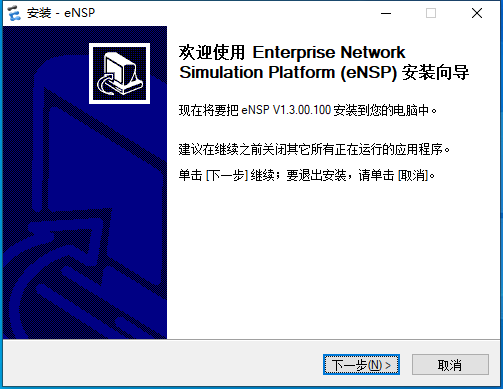 安装 - eNSP
欢迎使用 Enterprise Network
Simulation Platform (eNSP) 安装向导
现在将要把 eNSP V1.3.00.100 安装到您的电脑中。
建议在继续之前关闭其它所有正在运行的应用程序。
单击 [下一步] 继续；要退出安装，请单击 [取消]。
下一步(N) >
取消